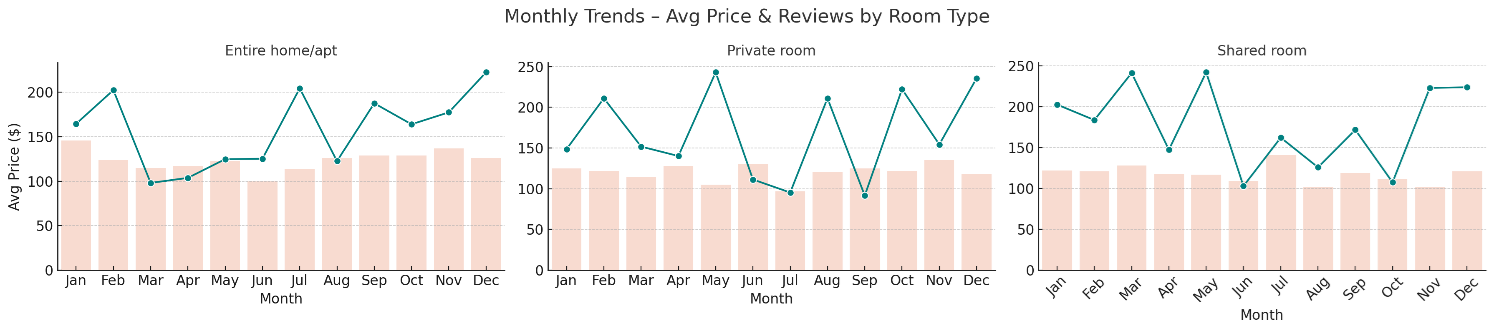 Monthly Trends – Avg Price & Reviews by Room Type
Entire home/apt
Avg Price ($)
200
150
100
50
0
Jan Feb Mar Apr May Jun Jul Aug Sep Oct Nov Dec
Month
Private room
250
200
150
100
50
0
Jan Feb Mar Apr May Jun Jul Aug Sep Oct Nov Dec
Month
Shared room
250
200
150
100
50
0
Jan Feb Mar Apr May Jun Jul Aug Sep Oct Nov Dec
Month